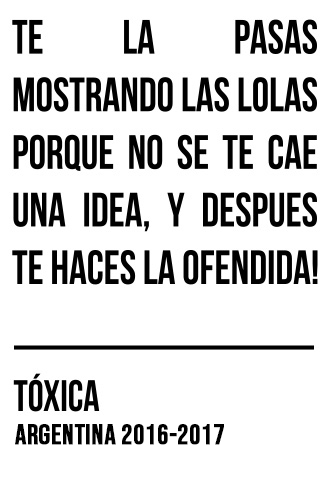 TE LA PASAS
MOSTRANDO LAS LOLAS
PORQUE NO SE TE CAE
UNA IDEA, Y DESPUES
TE HACES LA OFENDIDA!
TÓXICA
ARGENTINA 2016-2017